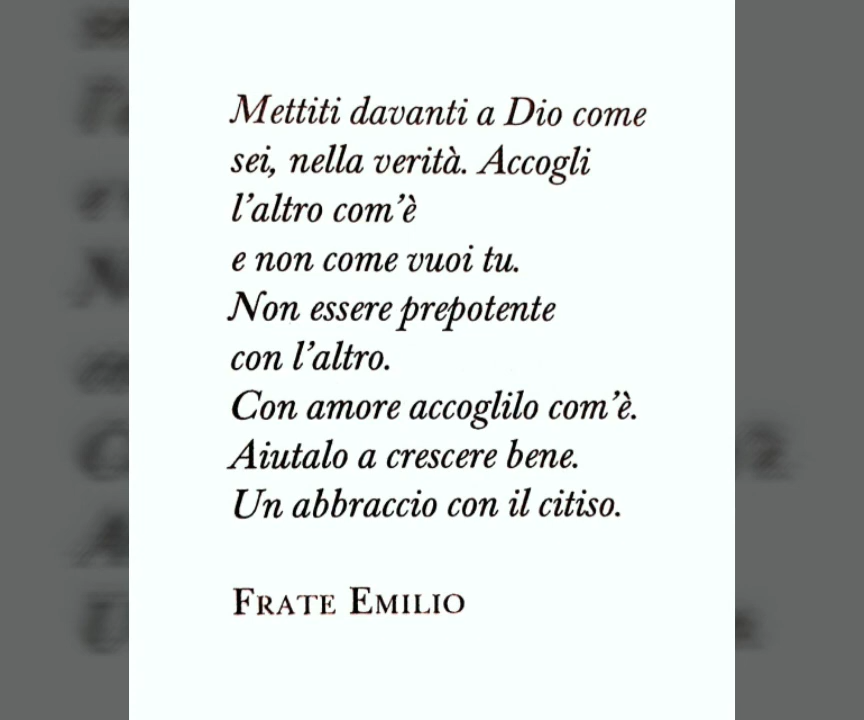 Mettiti davanti a Dio come
sei, nella verità. Accogli
l'altro com'è
e non come vuoi tu.
Non essere prepotente
con l'altro.
Con amore accoglilo com'è.
Aiutalo a crescere bene.
Un abbraccio con il citiso.
FRATE EMILIO